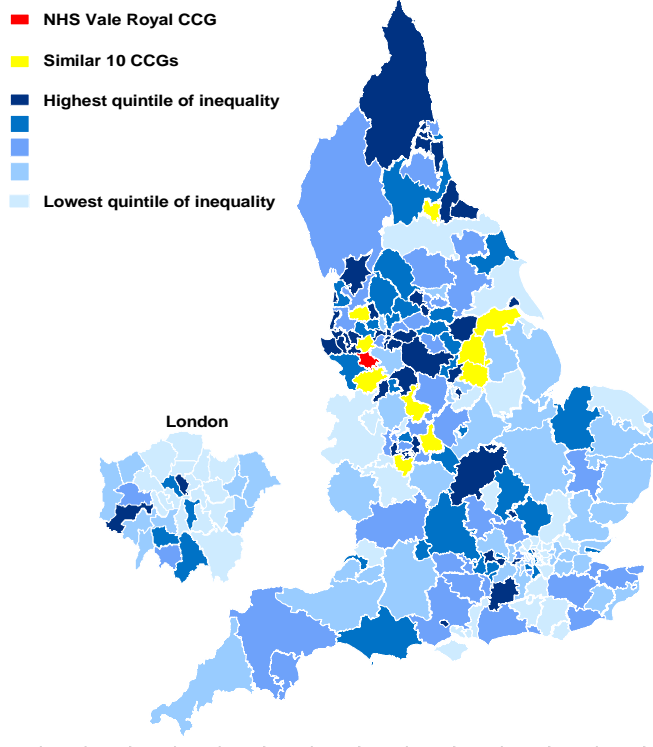 NHS Vale Royal CCG
Similar 10 CCGs
Highest quintile of inequality
Lowest quintile of inequality
London